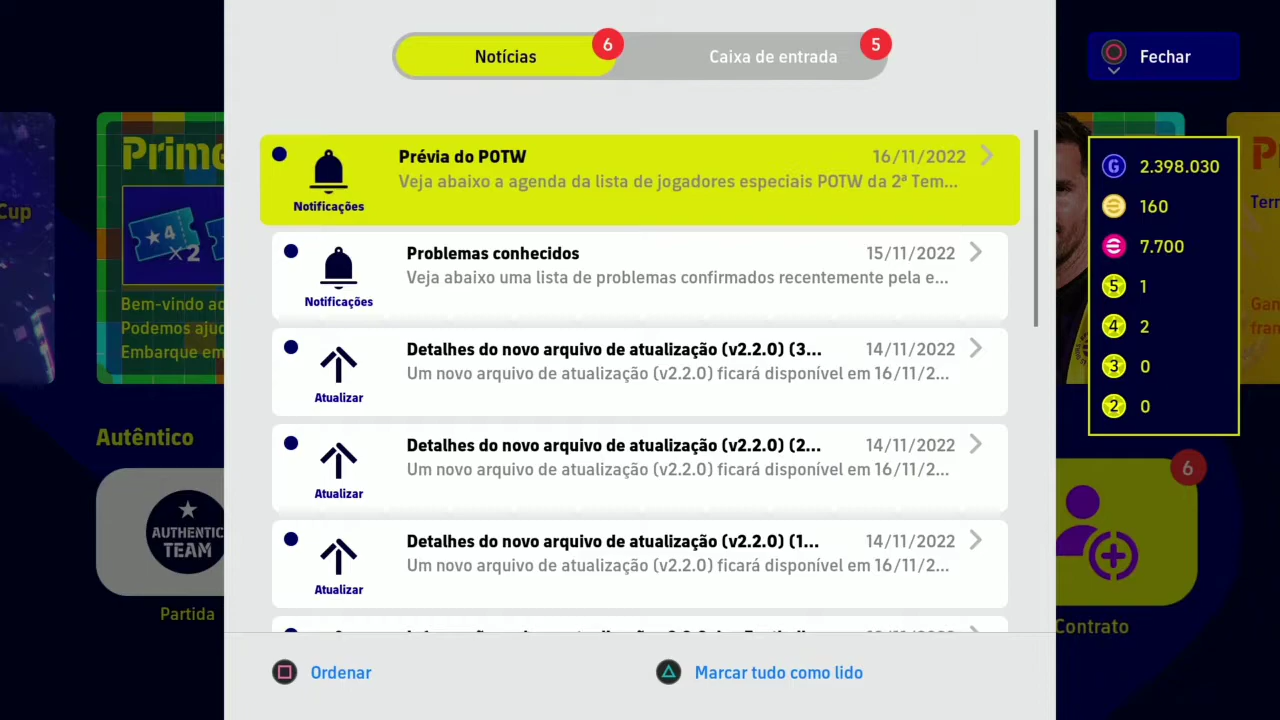 Notícias
6
Caixa de entrada
5
Fechar
Prime
Cup
4
×2
Bem-vindo ao
Podemos ajud
Embarque em
Prévia do POTW
16/11/2022
Veja abaixo a agenda da lista de jogadores especiais POTW da 2ª Tem...
Notificações
Problemas conhecidos
15/11/2022
Veja abaixo uma lista de problemas confirmados recentemente pela e...
Notificações
Detalhes do novo arquivo de atualização (v2.2.0) (3...
14/11/2022
Um novo arquivo de atualização (v2.2.0) ficará disponível em 16/11/2...
Atualizar
Detalhes do novo arquivo de atualização (v2.2.0) (2...
14/11/2022
Um novo arquivo de atualização (v2.2.0) ficará disponível em 16/11/2...
Atualizar
Detalhes do novo arquivo de atualização (v2.2.0) (1...
14/11/2022
Um novo arquivo de atualização (v2.2.0) ficará disponível em 16/11/2...
Atualizar
G 2.398.030
160
7.700
5 1
4 2
3 0
2 0
Autêntico
AUTHENTIC
TEAM
Partida
6
Contrato
Ordenar
Marcar tudo como lido